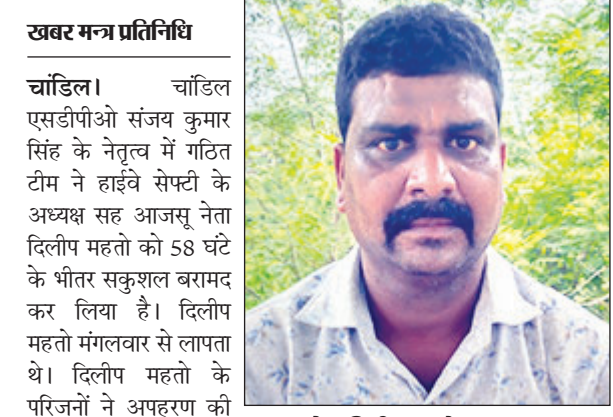 खबर मन्त्र प्रतिनिधि
चांडिल। चांडिल
एसडीपीओ संजय कुमार
सिंह के नेतृत्व में गठित
टीम ने हाईवे सेफ्टी के
अध्यक्ष सह आजसू नेता
दिलीप महतो को 58 घंटे
के भीतर सकुशल बरामद
कर लिया है। दिलीप
महतो मंगलवार से लापता
थे। दिलीप महतो के
परिजनों ने अपहरण की